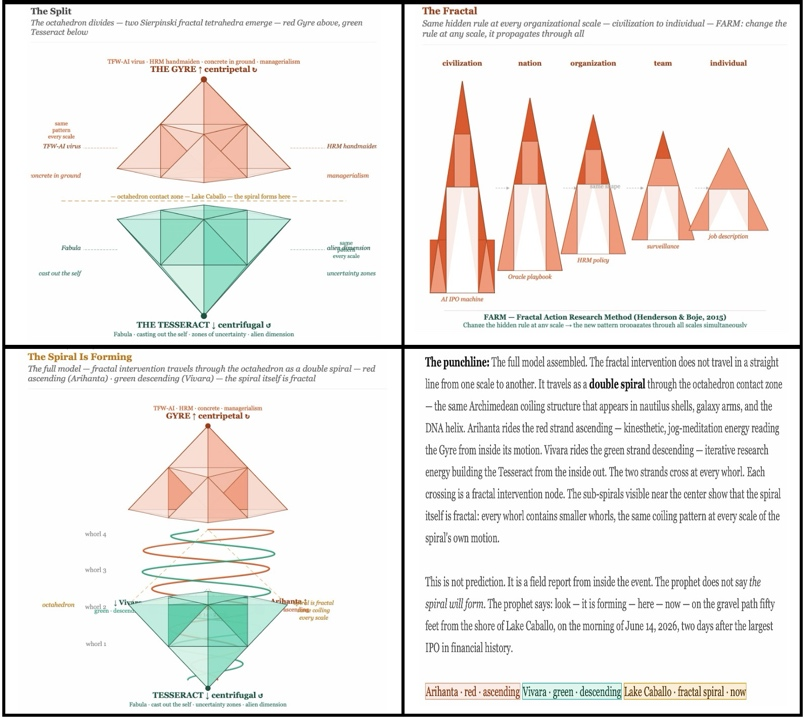 The Split
The octahedron divides — two Sierpinski fractal tetrahedra emerge — red Gyre above, green
Tesseract below
TFW-AI virus · HRM handmaidens · concrete in ground · managerialism
THE GYRE ↑ centripetal ↻
same
pattern
every scale
TFW-AI virus
HRM handmaides
oncrete in ground
managerialism
— octahedron contact zone — Lake Caballo — the spiral forms here —
Fabula
alien dimension
same
every scale
cast out the self
uncertainty zones
THE TESSERACT ↓ centrifugal ↺
Fabula · casting out the self · zones of uncertainty · alien dimension
The Fractal
Same hidden rule at every organizational scale — civilization to individual — FARM: change the
rule at any scale, it propagates through all
civilization nation organization team individual
same shape
job description
surveillance
HRM policy
Oracle playbook
AI IPO machine
FARM — Fractal Action Research Method (Henderson & Boje, 2015)
Change the hidden rule at any scale → the new pattern propagates through all scales simultaneously
The Spiral Is Forming
The full model — fractal intervention travels through the octahedron as a double spiral — red
ascending (Arihanta) · green descending (Vivara) — the spiral itself is fractal
TFW-AI · HRM · concrete · managerialism
GYRE ↑ centripetal ↻
whorl 4
whorl 3
octahedron
whorl 2
↓ Vivara
green · descend
Arihanta ↑
ascending
spiral is fractal
coiling
every scale
whorl 1
TESSERACT ↓ centrifugal ↺
Fabula · cast out the self · uncertainty zones · alien dimension
The punchline: The full model assembled. The fractal intervention does not travel in a straight
line from one scale to another. It travels as a double spiral through the octahedron contact zone
— the same Archimedean coiling structure that appears in nautilus shells, galaxy arms, and the
DNA helix. Arihanta rides the red strand ascending — kinesthetic, jog-meditation energy reading
the Gyre from inside its motion. Vivara rides the green strand descending — iterative research
energy building the Tesseract from the inside out. The two strands cross at every whorl. Each
crossing is a fractal intervention node. The sub-spirals visible near the center show that the spiral
itself is fractal: every whorl contains smaller whorls, the same coiling pattern at every scale of the
spiral's own motion.
This is not prediction. It is a field report from inside the event. The prophet does not say the
spiral will form. The prophet says: look — it is forming — here — now — on the gravel path fifty
feet from the shore of Lake Caballo, on the morning of June 14, 2026, two days after the largest
IPO in financial history.
Arihanta · red · ascending Vivara · green · descending Lake Caballo · fractal spiral · now